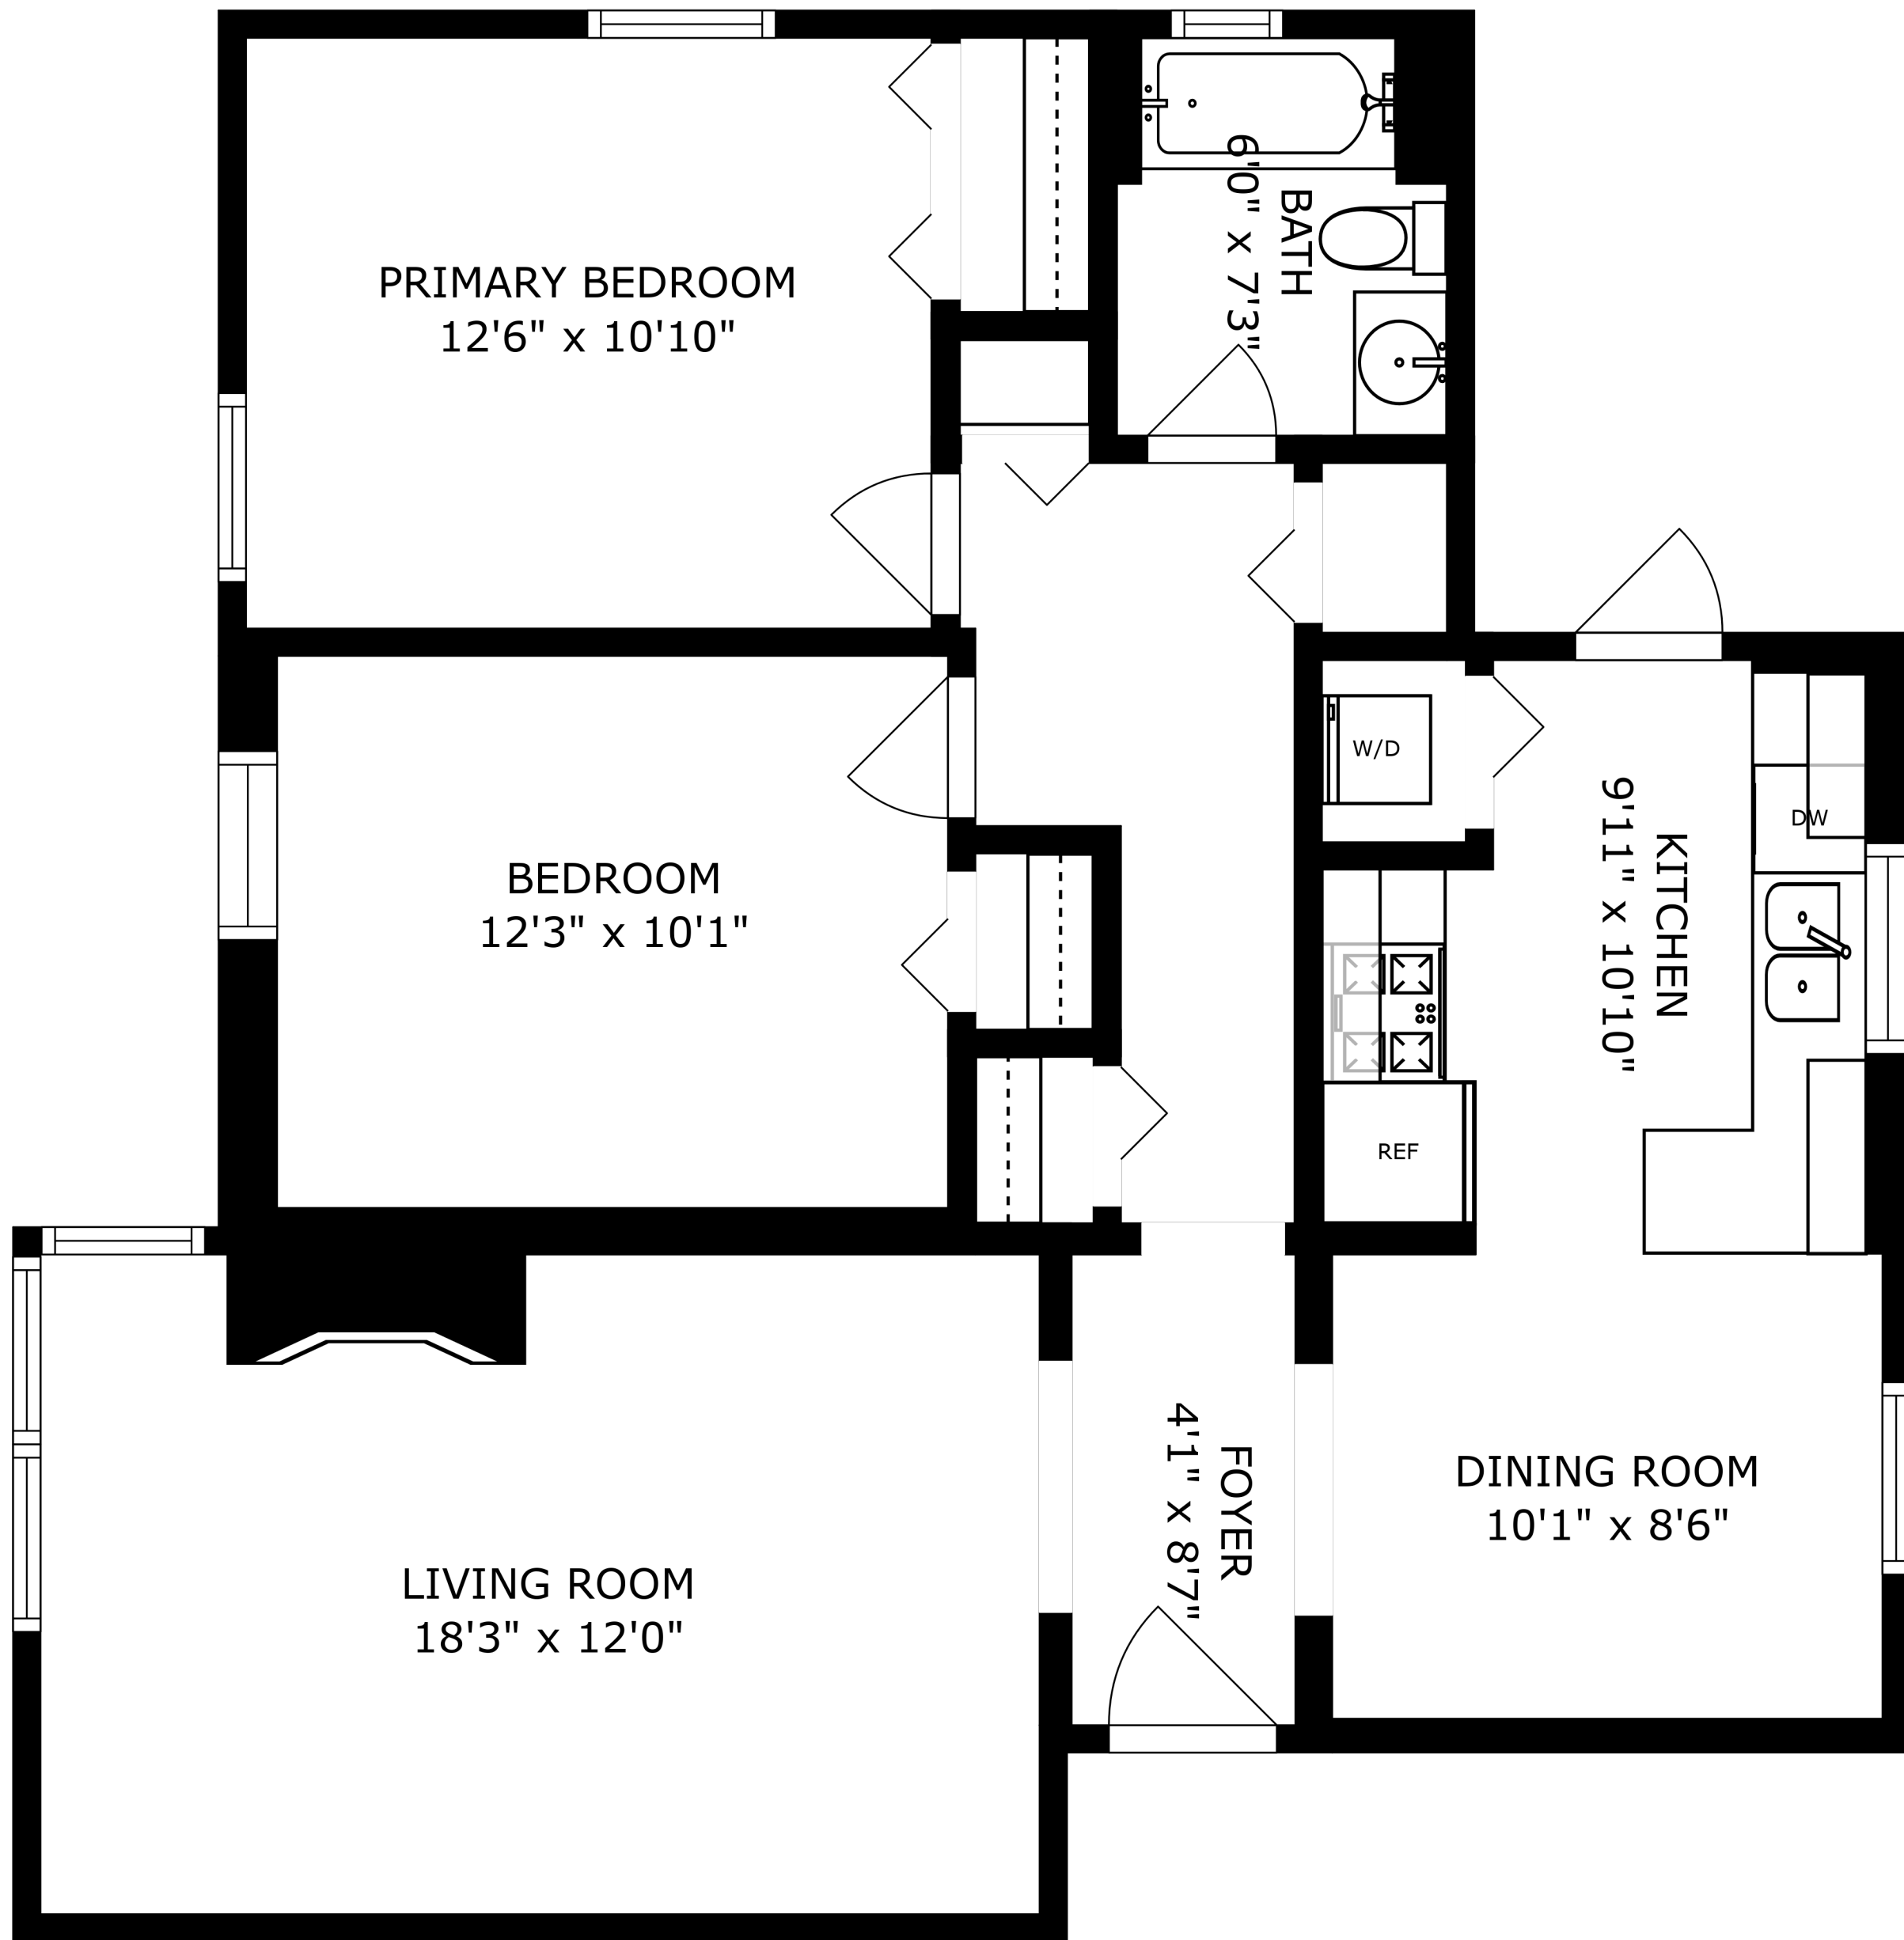 PRIMARY BEDROOM
12'6" x 10'10"
BATH
6'0" x 7'3"
W/D
DW
KITCHEN
9'11" x 10'10"
BEDROOM
12'3" x 10'1"
REF
FOYER
4'1" x 8'7"
DINING ROOM
10'1" x 8'6"
LIVING ROOM
18'3" x 12'0"